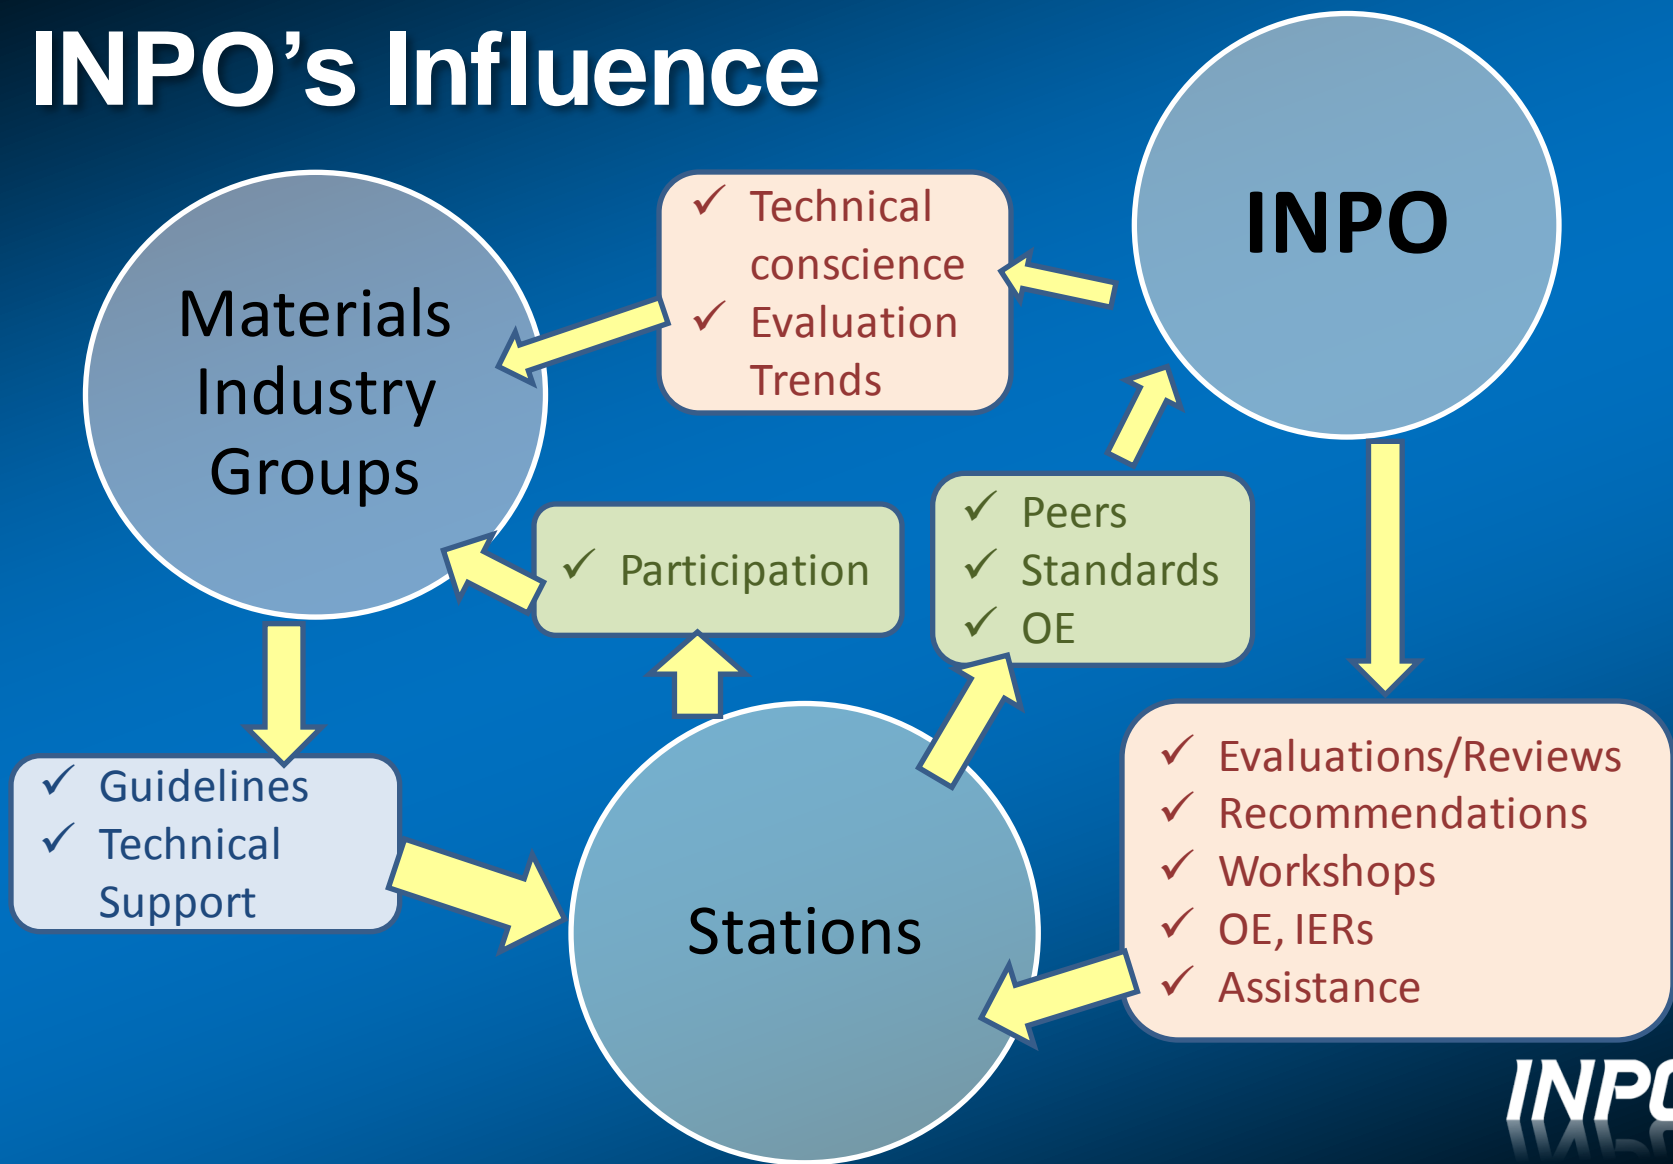 INPO's Influence
INPO
Materials
Industry
Groups
✓ Technical
conscience
✓ Evaluation
Trends
✓ Participation
✓ Peers
✓ Standards
✓ OE
✓ Guidelines
✓ Technical
Support
Stations
✓ Evaluations/Reviews
✓ Recommendations
✓ Workshops
✓ OE, IERs
✓ Assistance
INPO